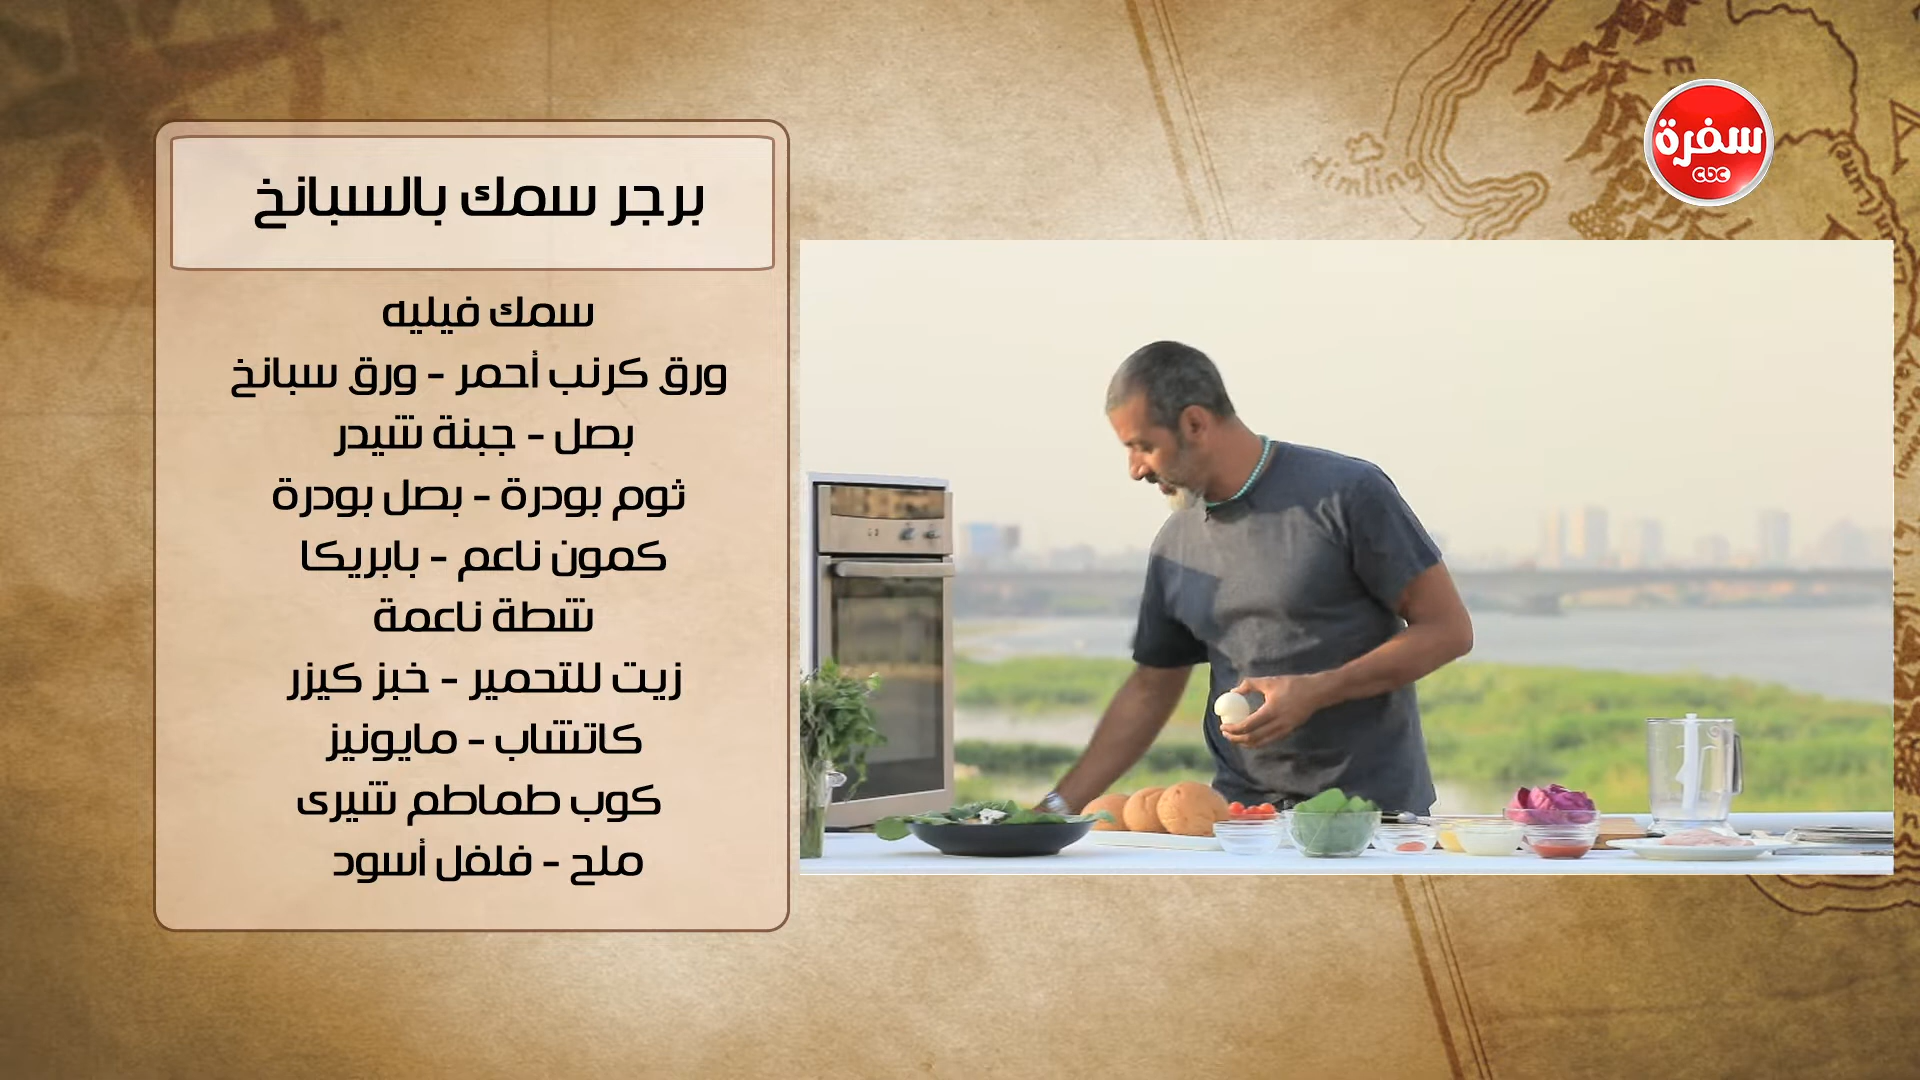 سفرة
cbc
برجر سمك بالسبانخ
سمك فيليه
ورق كرنب أحمر - ورق سبانخ
بصل - جبنة شيدر
ثوم بودرة - بصل بودرة
كمون ناعم - بابريكا
شطة ناعمة
زيت للتحمير - خبز كيزر
كاتشاب - مايونيز
كوب طماطم شيرى
ملح - فلفل أسود